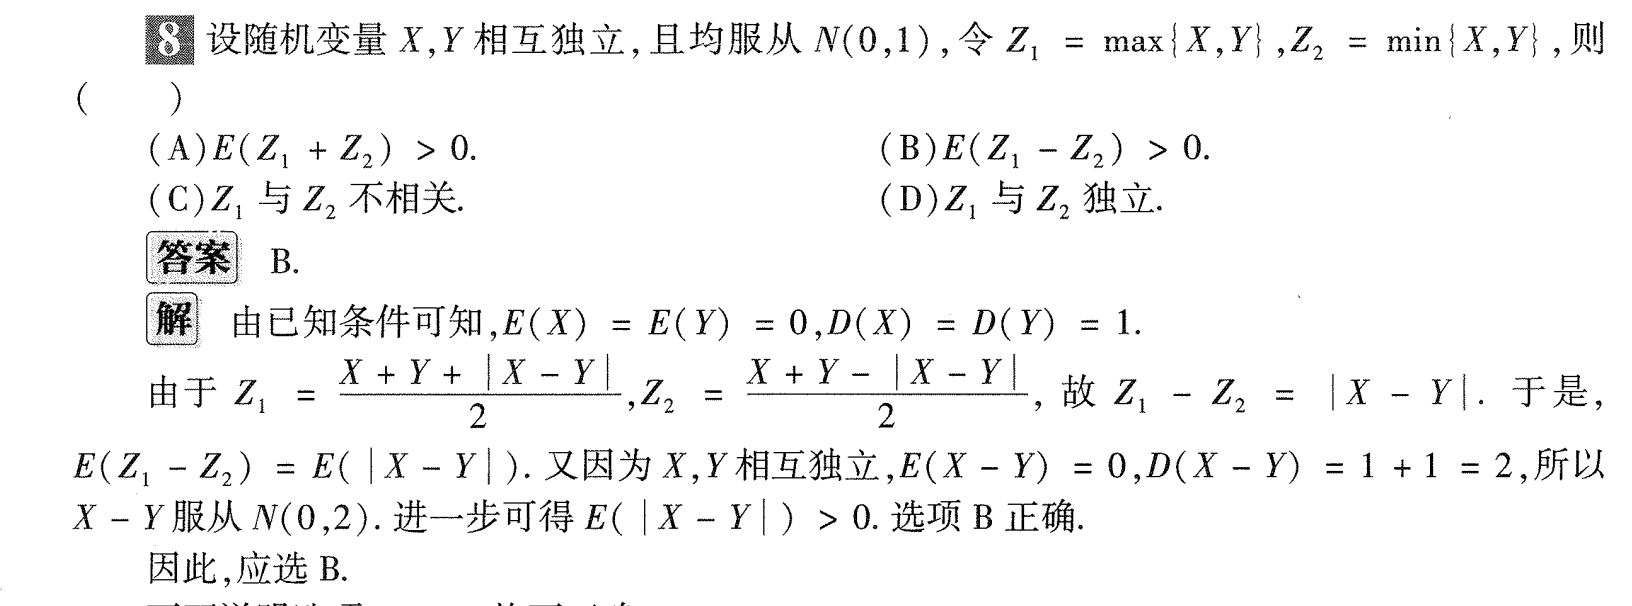 8 设随机变量 X,Y 相互独立,且均服从 N(0,1),令 Z₁ = max{X,Y},Z₂ = min{X,Y},则
(    )
(A)E(Z₁ + Z₂) > 0. (B)E(Z₁ - Z₂) > 0.
(C)Z₁ 与 Z₂ 不相关. (D)Z₁ 与 Z₂ 独立.
答案 B.
解 由已知条件可知,E(X) = E(Y) = 0,D(X) = D(Y) = 1.
由于 Z₁ = \frac{X + Y + |X - Y|}{2},Z₂ = \frac{X + Y - |X - Y|}{2}, 故 Z₁ - Z₂ = |X - Y|. 于是,
E(Z₁ - Z₂) = E(|X - Y|). 又因为 X,Y 相互独立,E(X - Y) = 0,D(X - Y) = 1 + 1 = 2,所以
X - Y 服从 N(0,2). 进一步可得 E(|X - Y|) > 0. 选项 B 正确.
因此,应选 B.